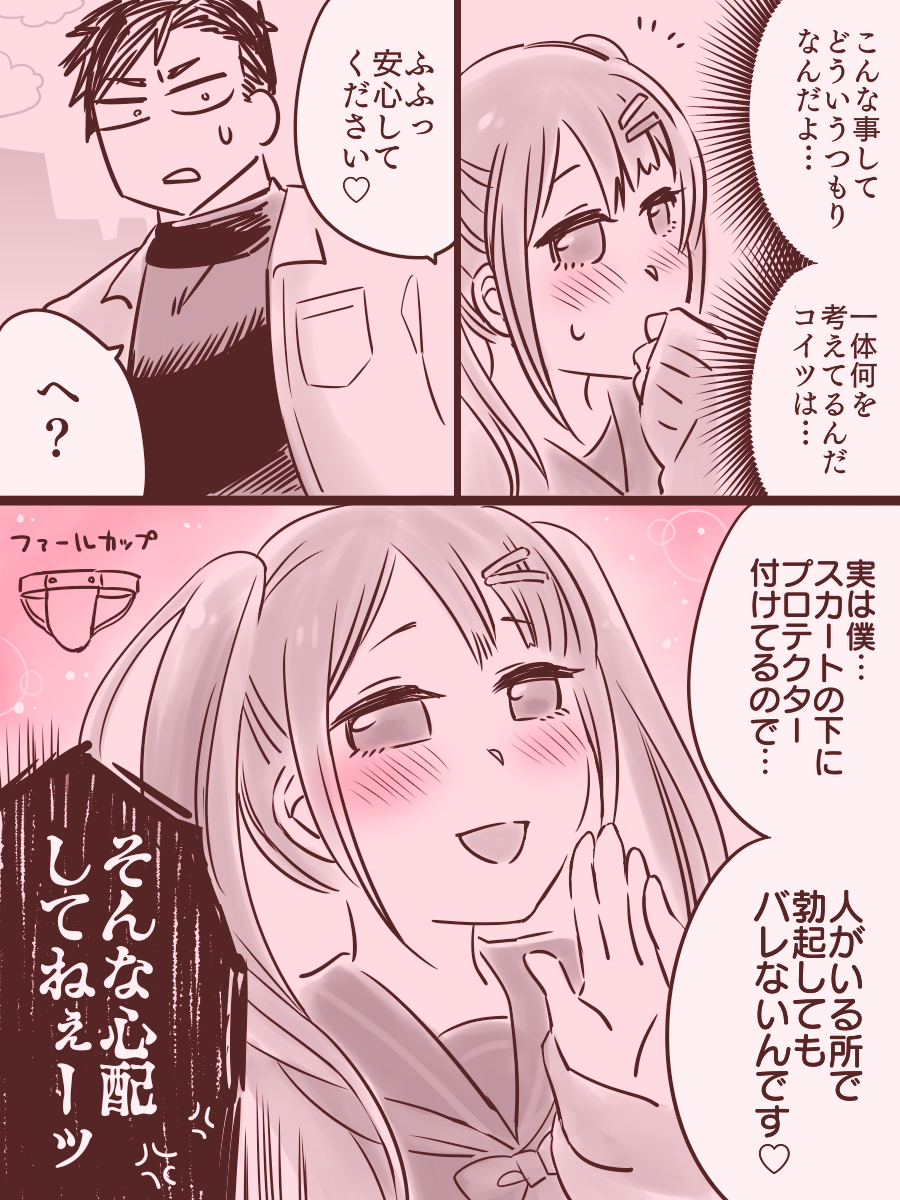 こんな事して
どういうつもり
なんだよ…
一体何を
考えてるんだ
コイツは…
ふふっ
安心して
ください♡
へ？
実は僕…
スカートの下に
プロテクター
付けてるので…
人がいる所で
勃起しても
バレないんです♡
ファールカップ
そんな心配
してねぇーッ